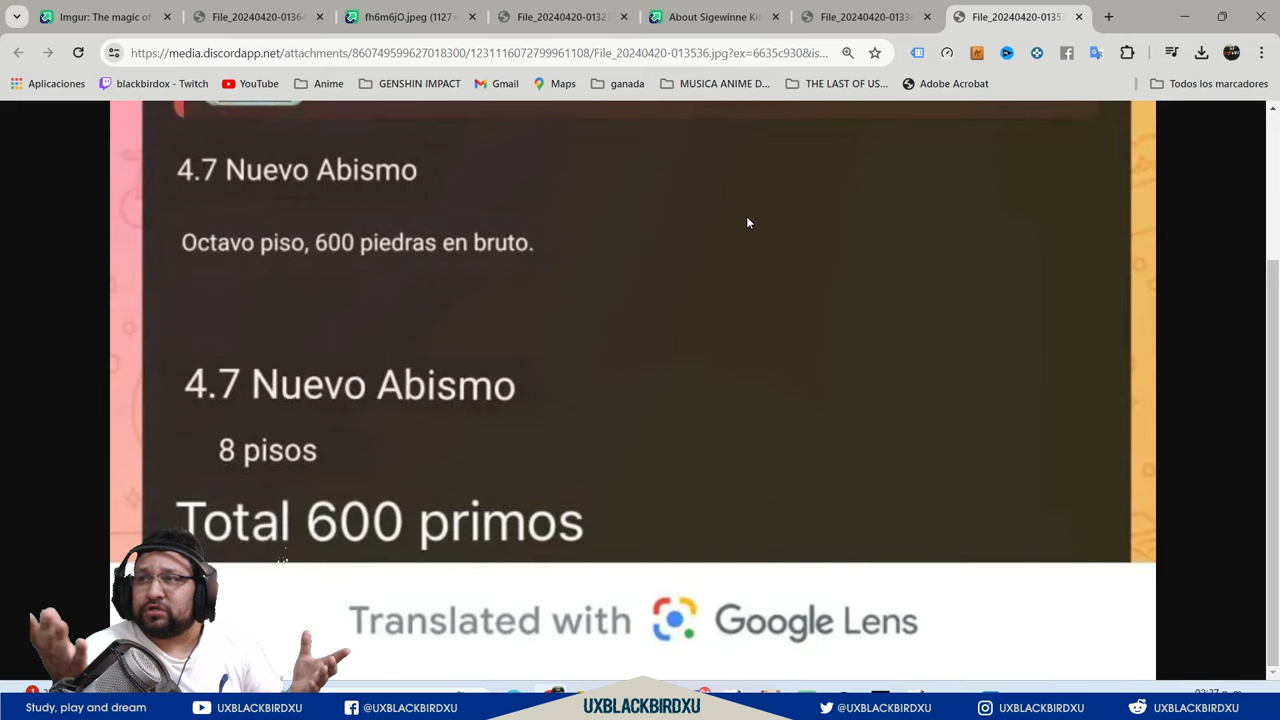 Imgur: The magic of
File_20240420-0136
fh6m6jO.jpeg (1127×
File_20240420-0132
About Sigewinne Kit
File_20240420-0133
File_20240420-0135
https://media.discordapp.net/attachments/860749599627018300/1231116072799961108/File_20240420-013536.jpg?ex=6635c930&is...
Aplicaciones
blackbirdox - Twitch
YouTube
Anime
GENSHIN IMPACT
Gmail
Maps
ganada
MUSICA ANIME D...
THE LAST OF US...
Adobe Acrobat
Todos los marcadores
4.7 Nuevo Abismo
Octavo piso, 600 piedras en bruto.
4.7 Nuevo Abismo
8 pisos
Total 600 primos
Translated with Google Lens
Study, play and dream
UXBLACKBIRDXU
@UXBLACKBIRDXU
UXBLACKBIRDXU
@UXBLACKBIRDXU
UXBLACKBIRDXU
UXBLACKBIRDXU